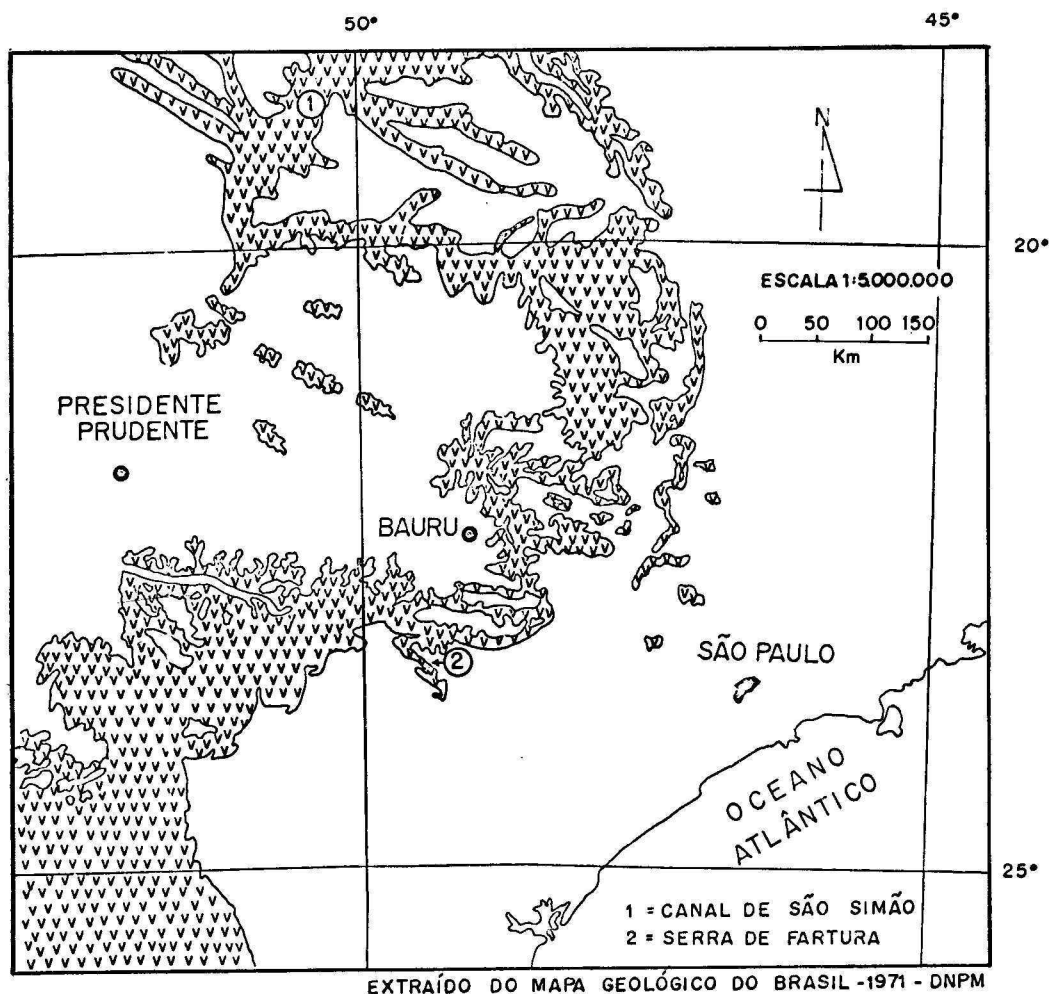 50°
45°
1
N
20°
ESCALA 1:5.000.000
0 50 100 150
Km
PRESIDENTE
PRUDENTE
BAURU
2
SÃO PAULO
OCEANO
ATLÂNTICO
25°
1 = CANAL DE SÃO SIMÃO
2 = SERRA DE FARTURA
EXTRAÍDO DO MAPA GEOLÓGICO DO BRASIL - 1971 - DNPM